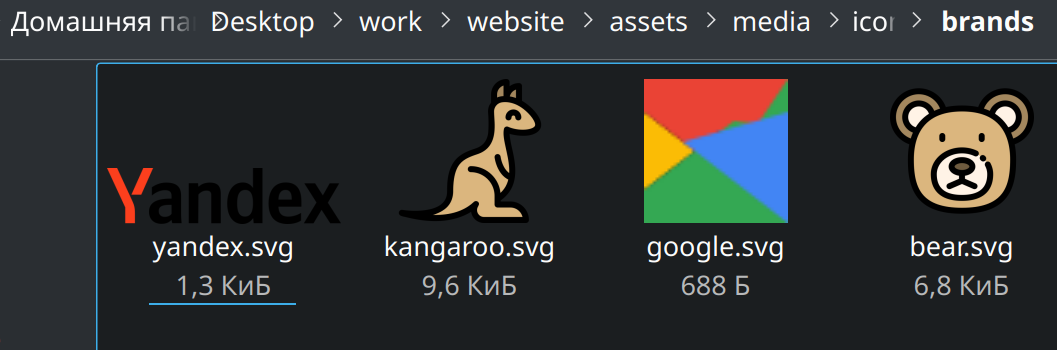 Домашняя па Desktop work website assets media icon brands
Yandex
yandex.svg kangaroo.svg google.svg bear.svg
1,3 КиБ 9,6 КиБ 688 Б 6,8 КиБ